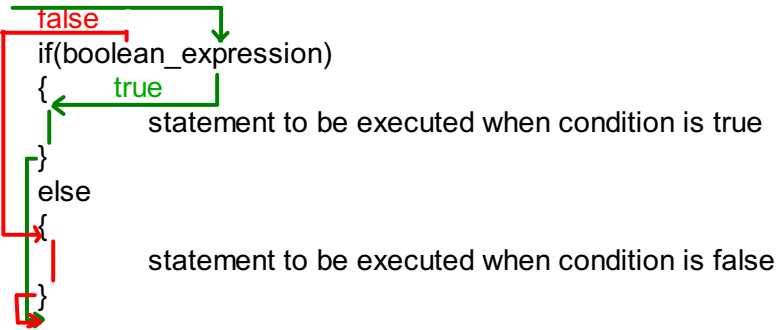 false
if(boolean_expression)
{ true
statement to be executed when condition is true
}
else
{
statement to be executed when condition is false
}